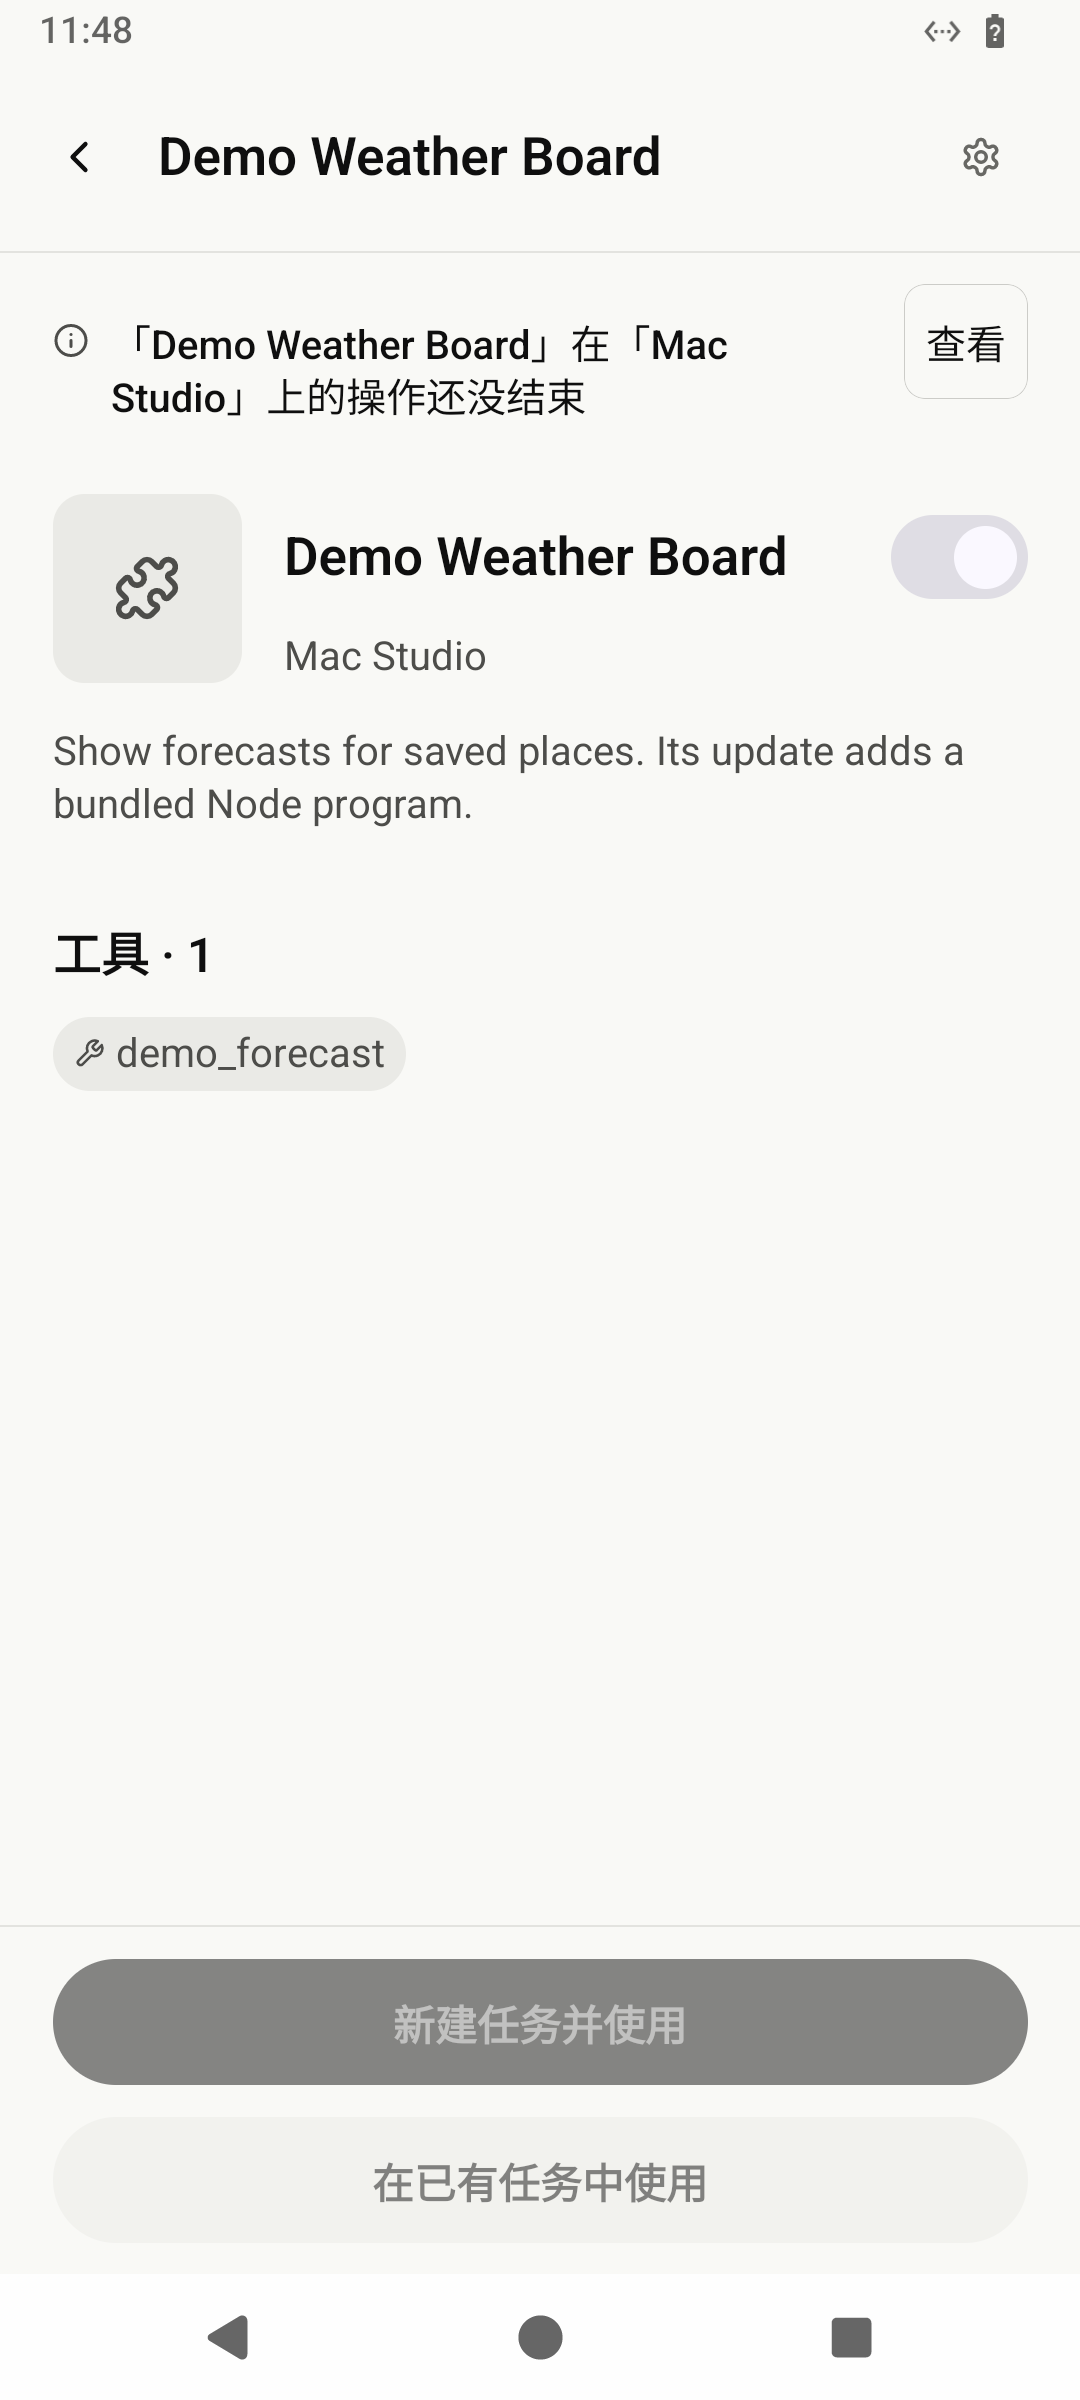 11:48
Demo Weather Board
「Demo Weather Board」在「Mac
Studio」上的操作还没结束
查看
Demo Weather Board
Mac Studio
Show forecasts for saved places. Its update adds a
bundled Node program.
工具 · 1
demo_forecast
新建任务并使用
在已有任务中使用